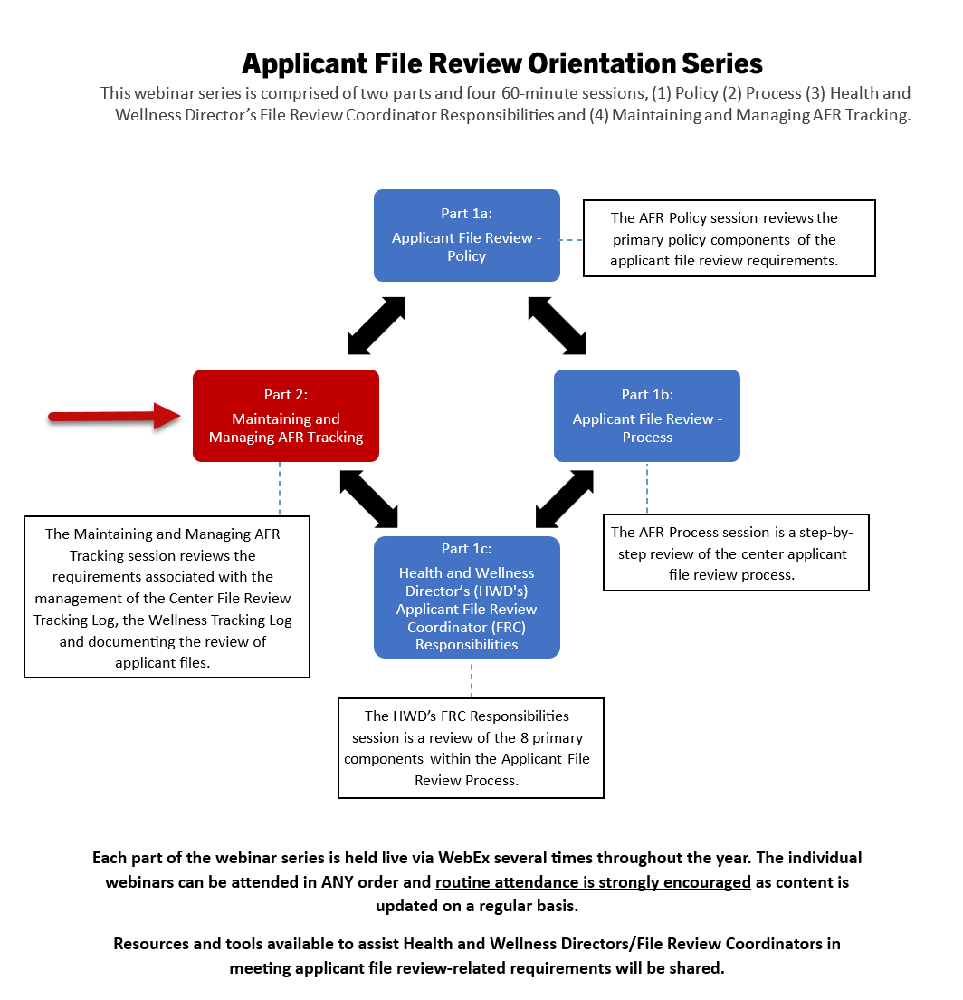 Applicant File Review Orientation Series
This webinar series is comprised of two parts and four 60-minute sessions, (1) Policy (2) Process (3) Health and
Wellness Director’s File Review Coordinator Responsibilities and (4) Maintaining and Managing AFR Tracking.
Part 1a:
Applicant File Review -
Policy
The AFR Policy session reviews the
primary policy components of the
applicant file review requirements.
Part 2:
Maintaining and
Managing AFR Tracking
Part 1b:
Applicant File Review -
Process
The Maintaining and Managing AFR
Tracking session reviews the
requirements associated with the
management of the Center File Review
Tracking Log, the Wellness Tracking Log
and documenting the review of
applicant files.
The AFR Process session is a step-by-
step review of the center applicant
file review process.
Part 1c:
Health and Wellness
Director’s (HWD's)
Applicant File Review
Coordinator (FRC)
Responsibilities
The HWD’s FRC Responsibilities
session is a review of the 8 primary
components within the Applicant File
Review Process.
Each part of the webinar series is held live via WebEx several times throughout the year. The individual
webinars can be attended in ANY order and routine attendance is strongly encouraged as content is
updated on a regular basis.
Resources and tools available to assist Health and Wellness Directors/File Review Coordinators in
meeting applicant file review-related requirements will be shared.